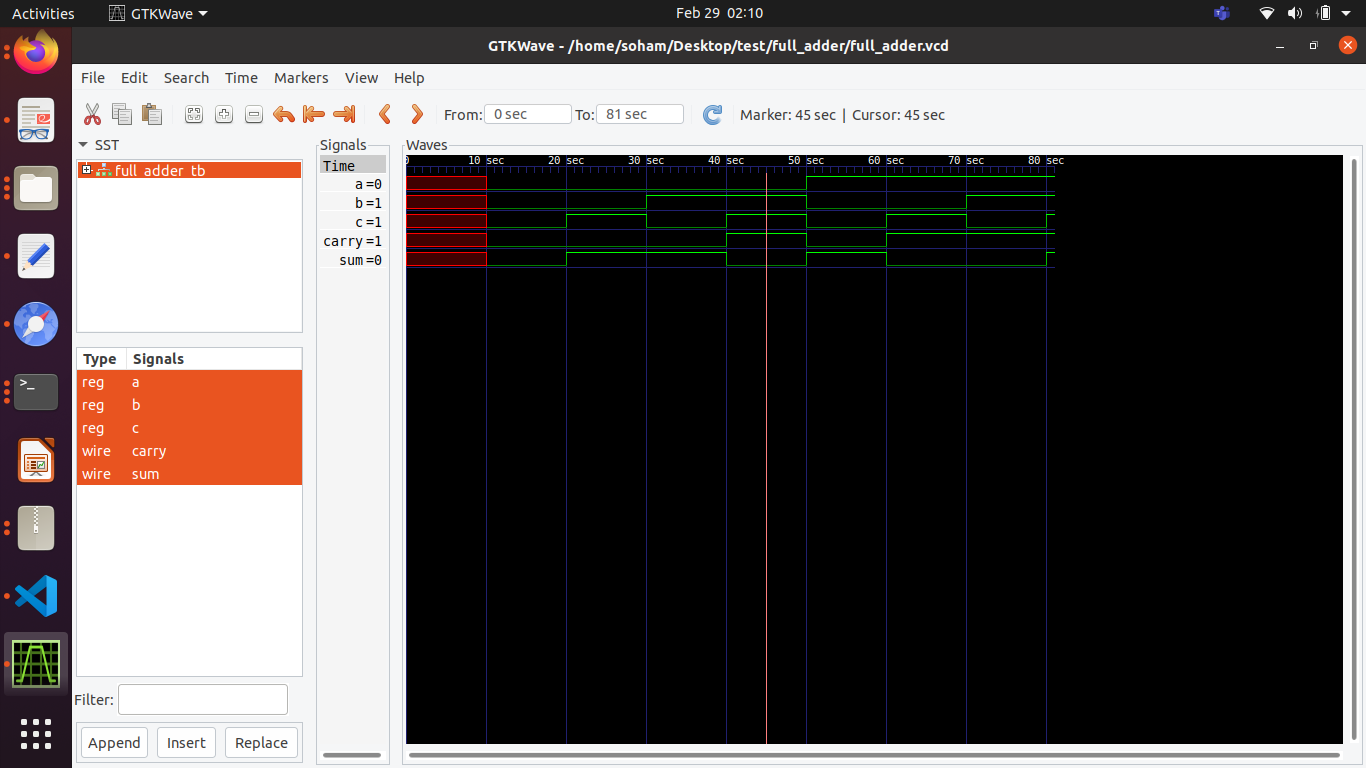 Activities GTKWave Feb 29 02:10
GTKWave - /home/soham/Desktop/test/full_adder/full_adder.vcd
File Edit Search Time Markers View Help
From: 0 sec To: 81 sec Marker: 45 sec | Cursor: 45 sec
SST
full_adder_tb
Type Signals
reg a
reg b
reg c
wire carry
wire sum
Filter:
Append Insert Replace
Signals
Time
a=0
b=1
c=1
carry=1
sum=0
Waves
0 10 sec 20 sec 30 sec 40 sec 50 sec 60 sec 70 sec 80 sec
>_